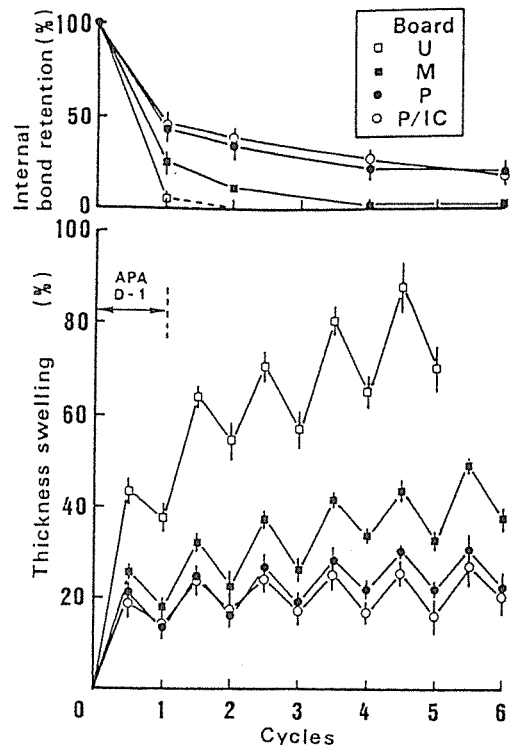 Internal bond retention (%)
100
50
0
Board
U
M
P
P/IC
Thickness swelling (%)
100
80
60
40
20
0
APA
D-1
0 1 2 3 4 5 6
Cycles